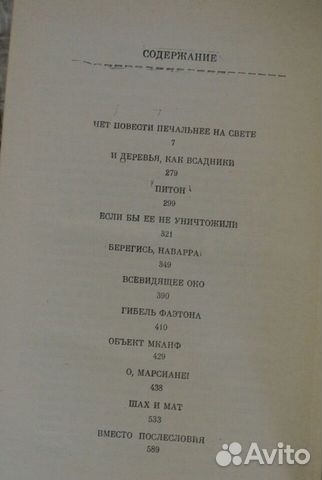 СОДЕРЖАНИЕ
НЕТ ПОВЕСТИ ПЕЧАЛЬНЕЕ НА СВЕТЕ
7
И ДЕРЕВЬЯ, КАК ВСАДНИКИ
279
ПИТОН
299
ЕСЛИ БЫ ЕЕ НЕ УНИЧТОЖИЛИ
321
БЕРЕГИСЬ, НАВАРРА!
349
ВСЕВИДЯЩЕЕ ОКО
390
ГИБЕЛЬ ФАЭТОНА
410
ОБЪЕКТ МКАНФ
429
О, МАРСИАНЕ!
438
ШАХ И МАТ
533
ВМЕСТО ПОСЛЕСЛОВИЯ
589
Avito